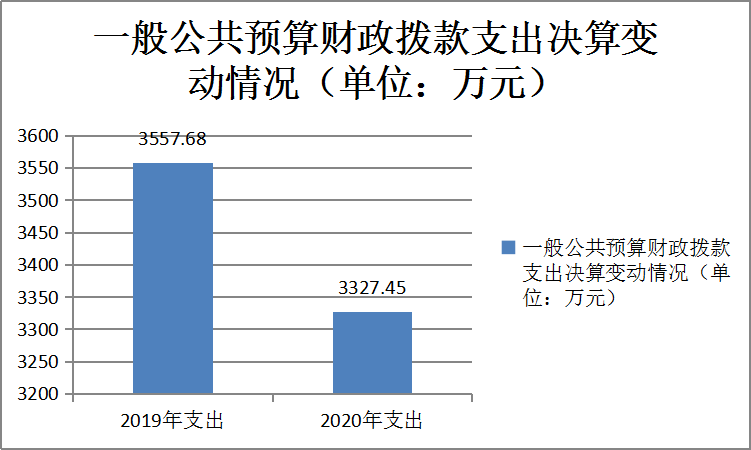 一般公共预算财政拨款支出决算变
动情况（单位：万元）
3600
3550
3500
3450
3400
3350
3300
3250
3200
3557.68
3327.45
2019年支出
2020年支出
一般公共预算财政拨款
支出决算变动情况（单
位：万元）